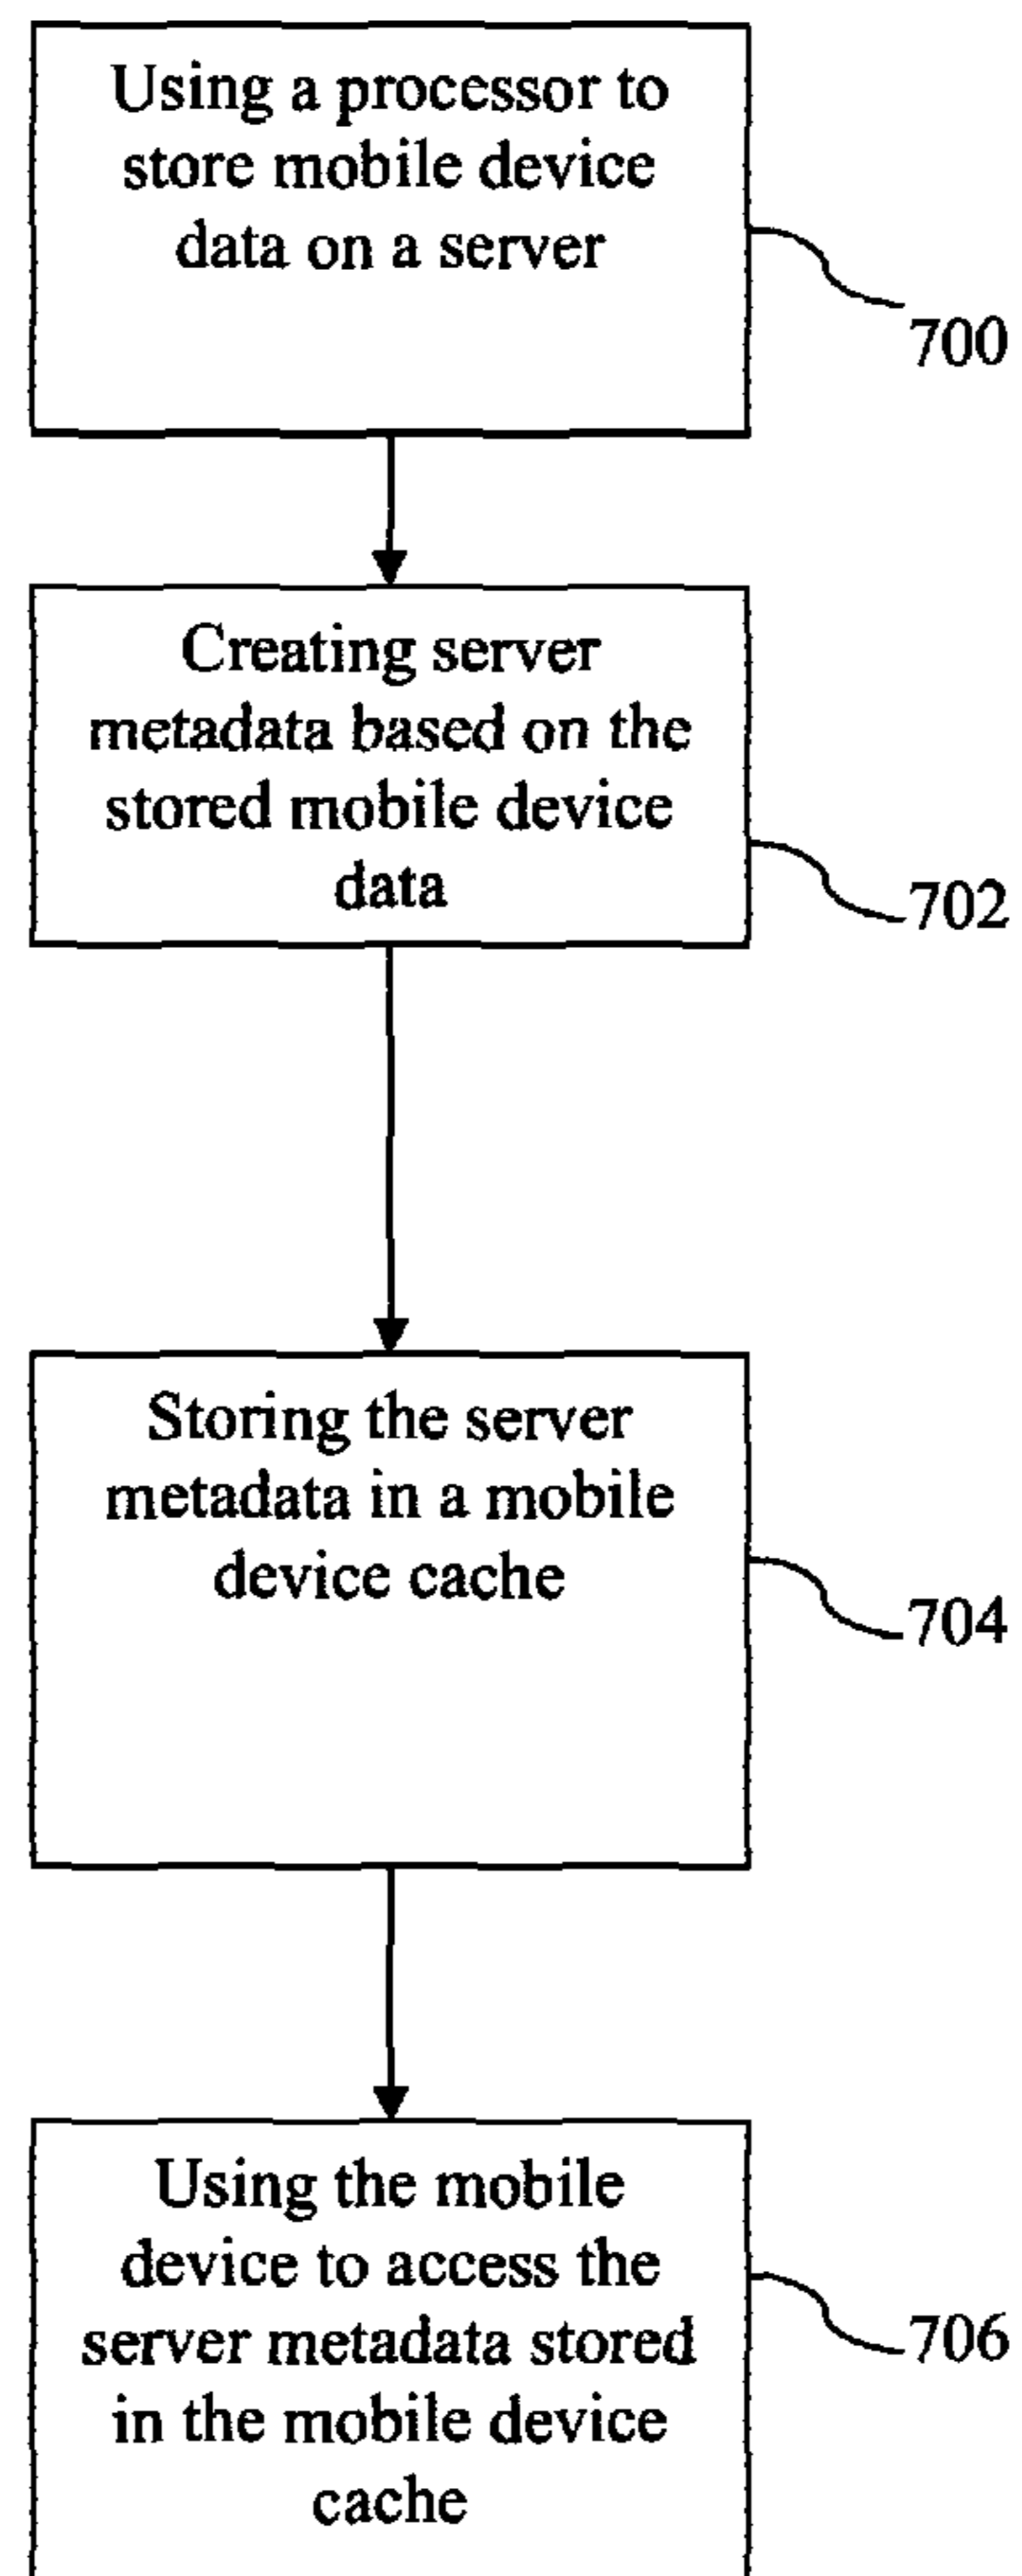 Using a processor to
store mobile device
data on a server
700
Creating server
metadata based on the
stored mobile device
data
702
Storing the server
metadata in a mobile
device cache
704
Using the mobile
device to access the
server metadata stored
in the mobile device
cache
706